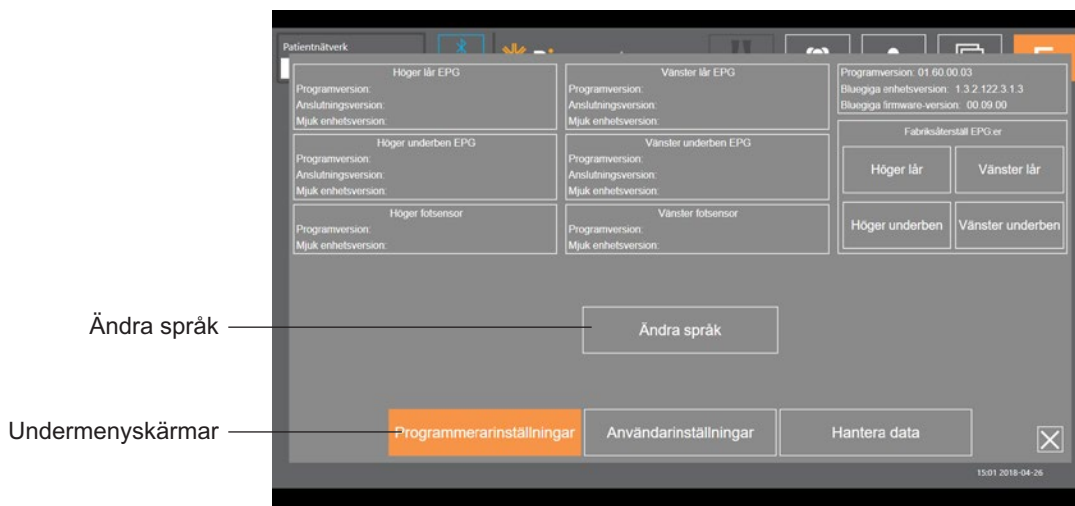 Patientnätverk
Höger lår EPG
Programversion:
Anslutningsversion:
Mjuk enhetsversion:
Vänster lår EPG
Programversion:
Anslutningsversion:
Mjuk enhetsversion:
Programversion: 01.60.00.03
Bluegiga enhetsversion: 1.3.2.122.3.1.3
Bluegiga firmware-version: 00.09.00
Höger underben EPG
Programversion:
Anslutningsversion:
Mjuk enhetsversion:
Vänster underben EPG
Programversion:
Anslutningsversion:
Mjuk enhetsversion:
Fabriksåterställ EPG:er
Höger lår
Vänster lår
Höger underben
Vänster underben
Höger fotsensor
Programversion:
Mjuk enhetsversion:
Vänster fotsensor
Programversion:
Mjuk enhetsversion:
Ändra språk
Ändra språk
Undermenyskärmar
Programmerarinställningar
Användarinställningar
Hantera data
15:01 2018-04-26